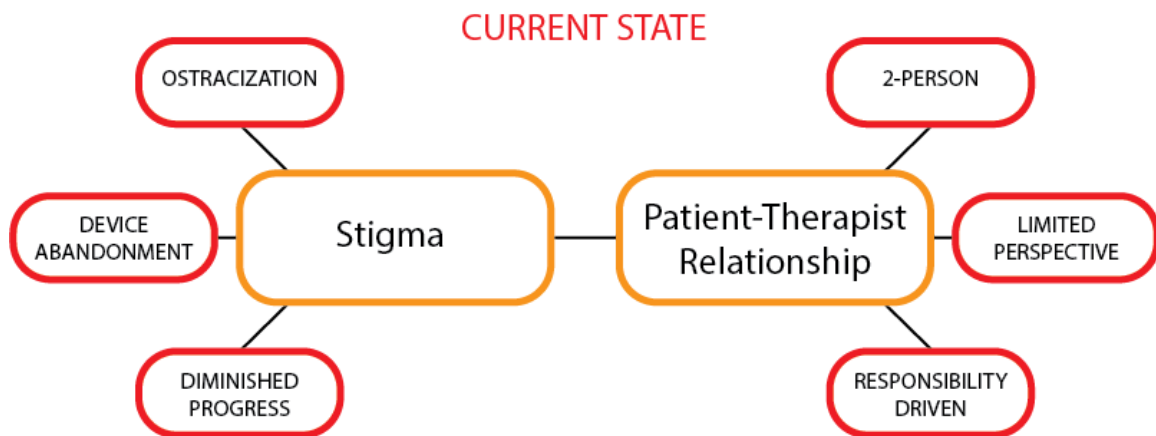 CURRENT STATE
OSTRACIZATION
2-PERSON
DEVICE
ABANDONMENT
Stigma
Patient-Therapist
Relationship
LIMITED
PERSPECTIVE
DIMINISHED
PROGRESS
RESPONSIBILITY
DRIVEN